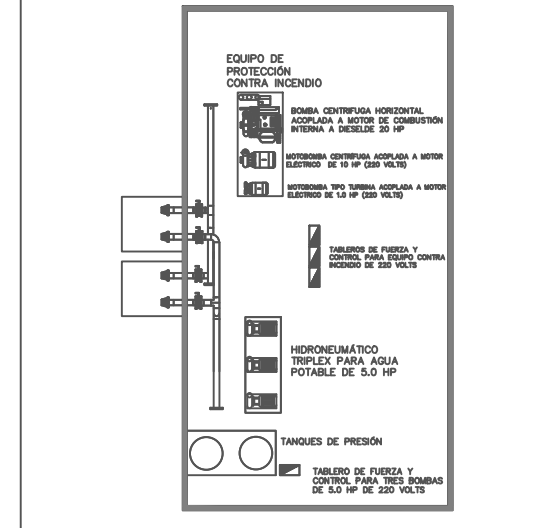 EQUIPO DE
PROTECCIÓN
CONTRA INCENDIO
BOMBA CENTRIFUGA HORIZONTAL
ACOPLADA A MOTOR DE COMBUSTIÓN
INTERNA A DIESELDE 20 HP
MOTOBOMBA CENTRÍFUGA ACOPLADA A MOTOR
ELÉCTRICO DE 10 HP (220 VOLTS)
MOTOBOMBA TIPO TURBINA ACOPLADA A MOTOR
ELÉCTRICO DE 1.0 HP (220 VOLTS)
TABLEROS DE FUERZA Y
CONTROL PARA EQUIPO CONTRA
INCENDIO DE 220 VOLTS
HIDRONEUMÁTICO
TRIPLEX PARA AGUA
POTABLE DE 5.0 HP
TANQUES DE PRESIÓN
TABLERO DE FUERZA Y
CONTROL PARA TRES BOMBAS
DE 5.0 HP DE 220 VOLTS